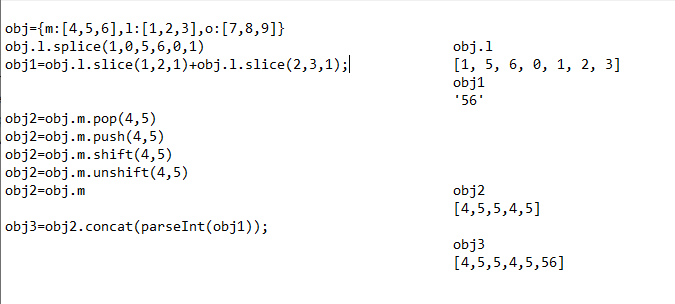 obj={m:[4,5,6],l:[1,2,3],o:[7,8,9]}
obj.l.splice(1,0,5,6,0,1) obj.l
obj1=obj.l.slice(1,2,1)+obj.l.slice(2,3,1); [1, 5, 6, 0, 1, 2, 3]
obj1
'56'
obj2=obj.m.pop(4,5)
obj2=obj.m.push(4,5)
obj2=obj.m.shift(4,5)
obj2=obj.m.unshift(4,5)
obj2=obj.m obj2
[4,5,5,4,5]
obj3=obj2.concat(parseInt(obj1));
obj3
[4,5,5,4,5,56]